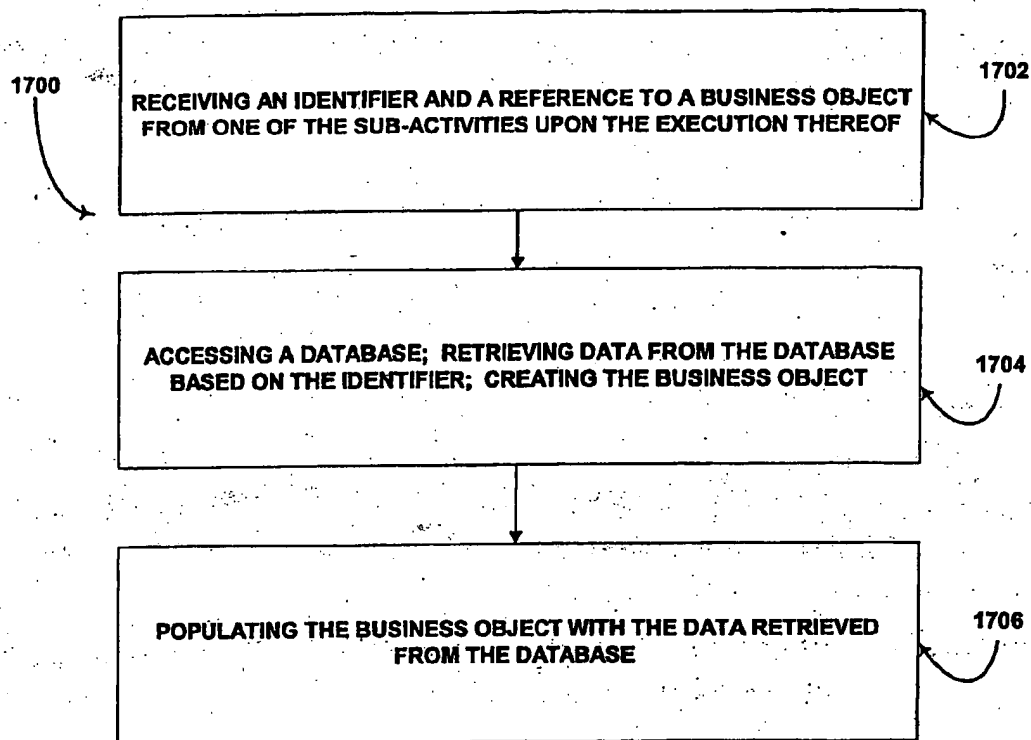 1700
1702
RECEIVING AN IDENTIFIER AND A REFERENCE TO A BUSINESS OBJECT
FROM ONE OF THE SUB-ACTIVITIES UPON THE EXECUTION THEREOF
1704
ACCESSING A DATABASE; RETRIEVING DATA FROM THE DATABASE
BASED ON THE IDENTIFIER; CREATING THE BUSINESS OBJECT
1706
POPULATING THE BUSINESS OBJECT WITH THE DATA RETRIEVED
FROM THE DATABASE